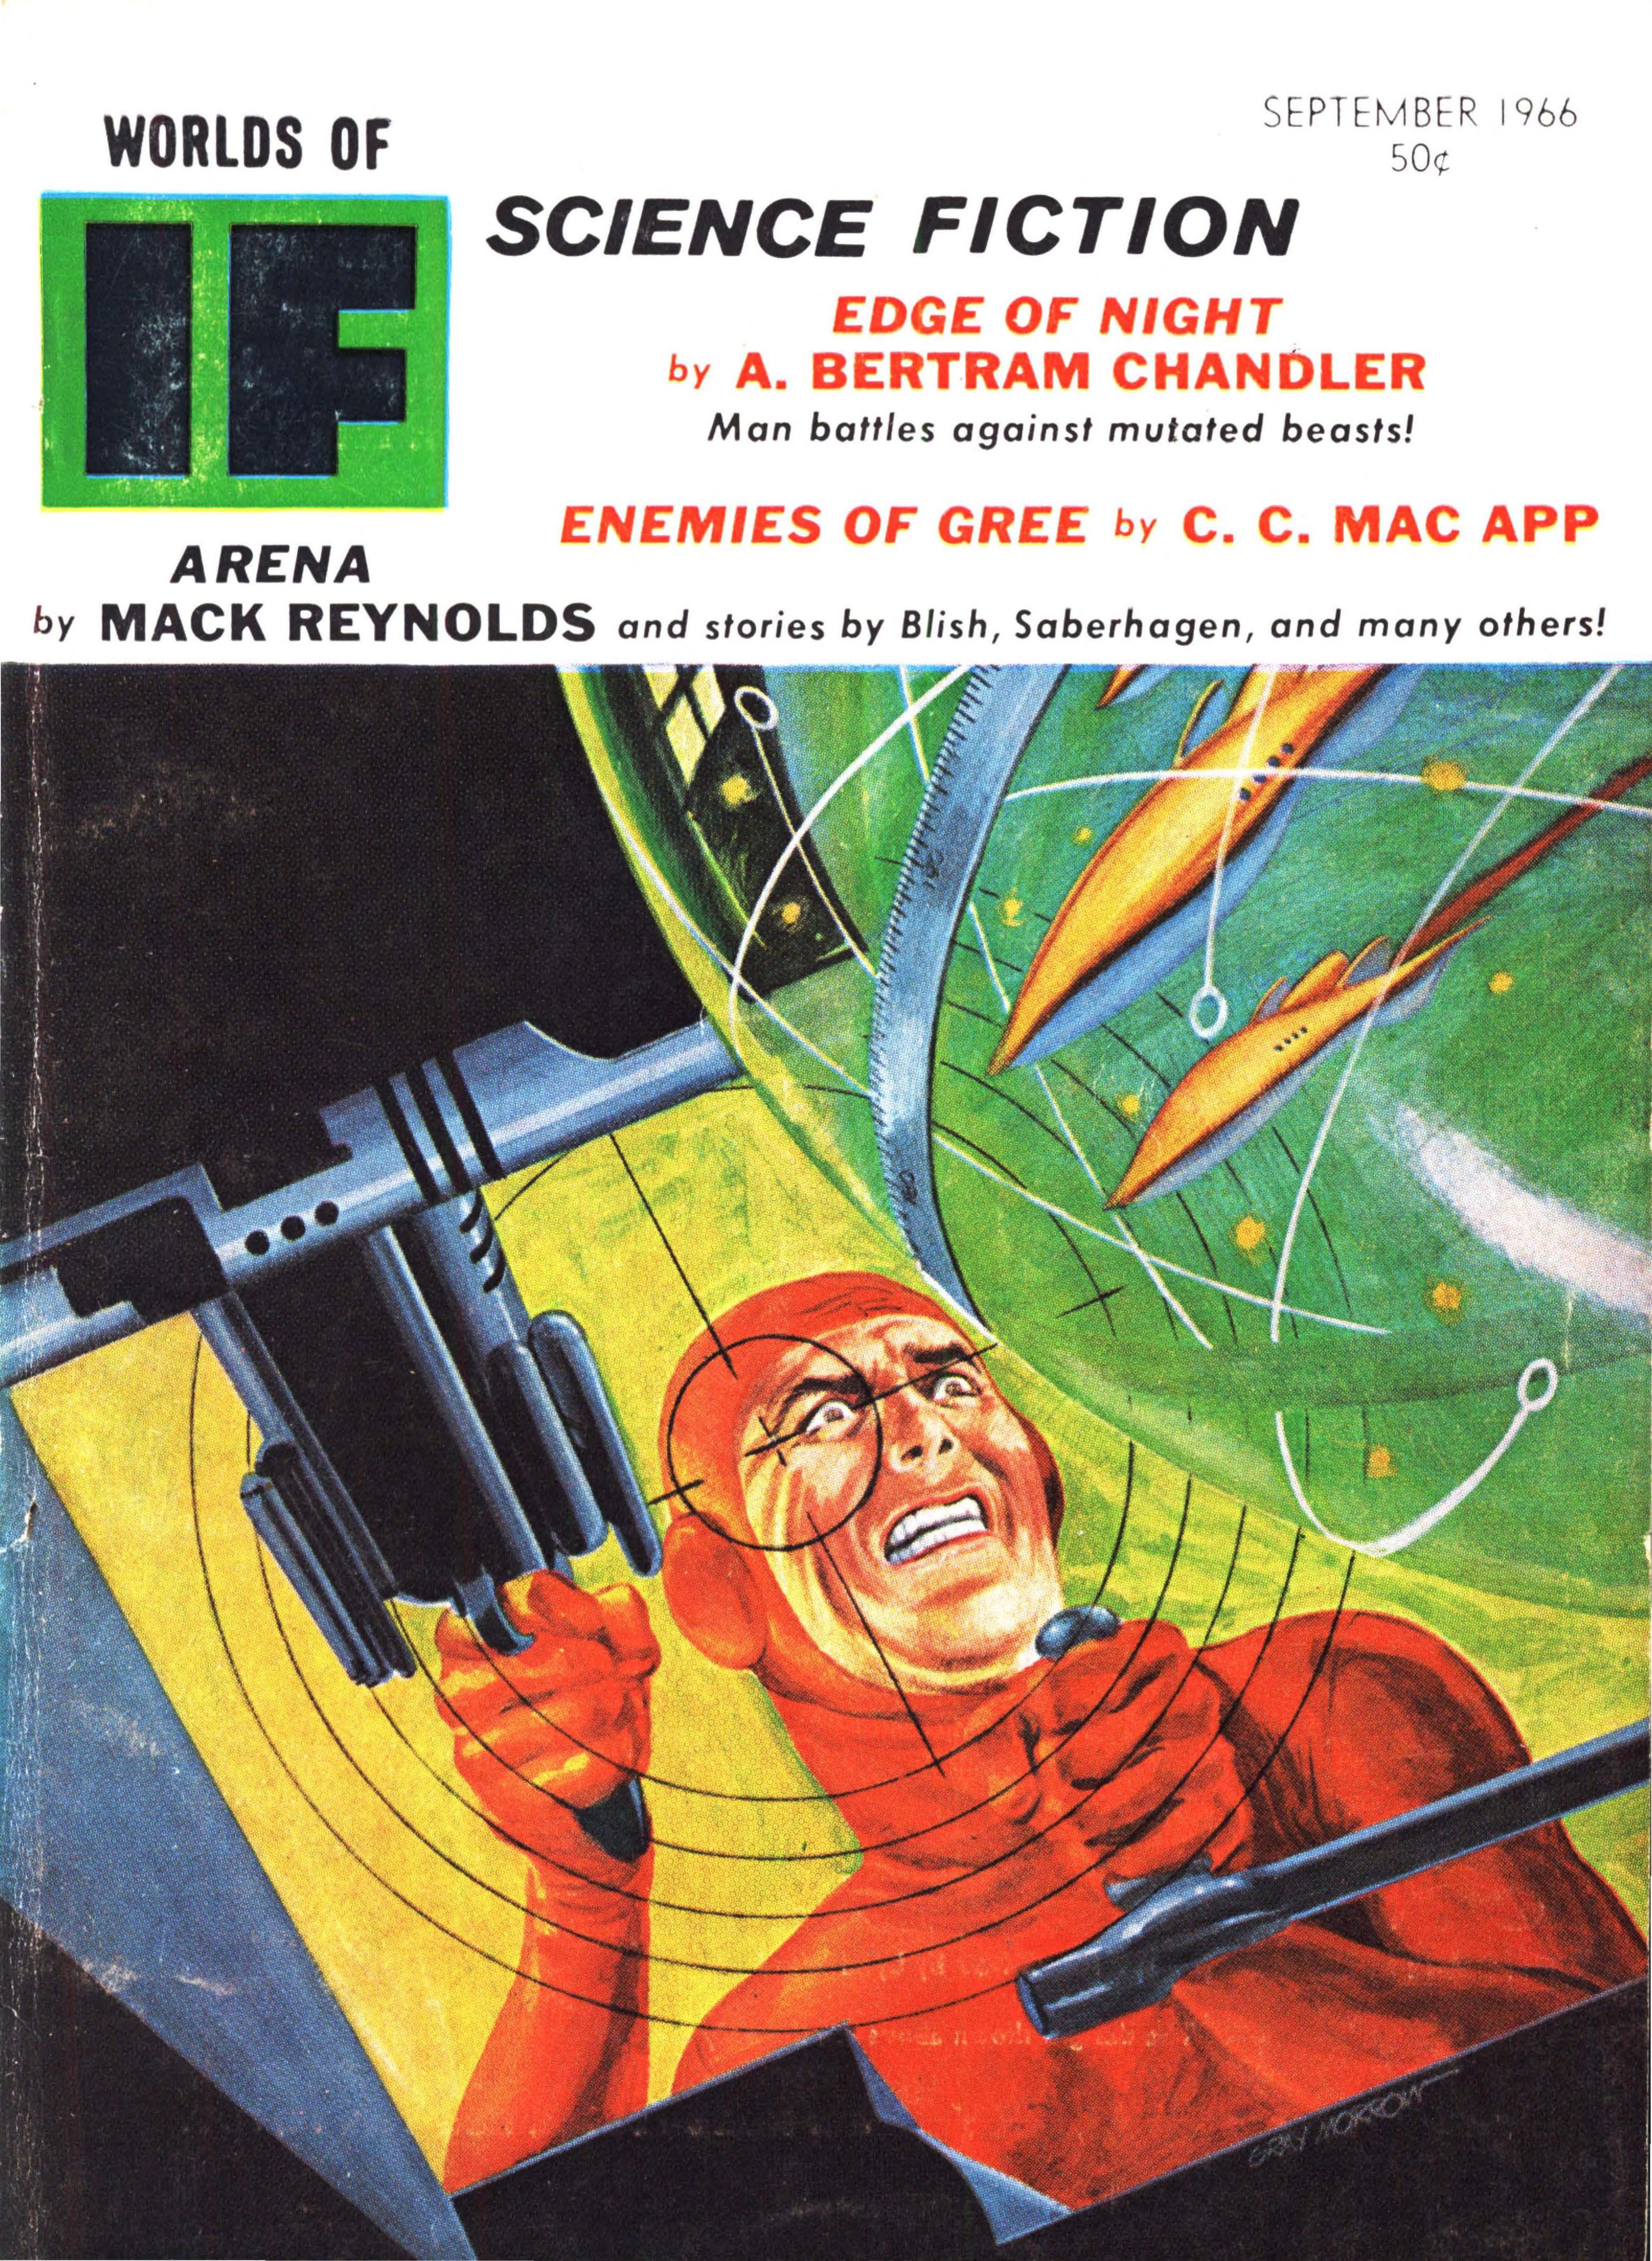 SEPTEMBER 1966
50¢
WORLDS OF
IF
SCIENCE FICTION
EDGE OF NIGHT
by A. BERTRAM CHANDLER
Man battles against mutated beasts!
ENEMIES OF GREE by C. C. MAC APP
ARENA
by MACK REYNOLDS and stories by Blish, Saberhagen, and many others!
GRAY MORROW